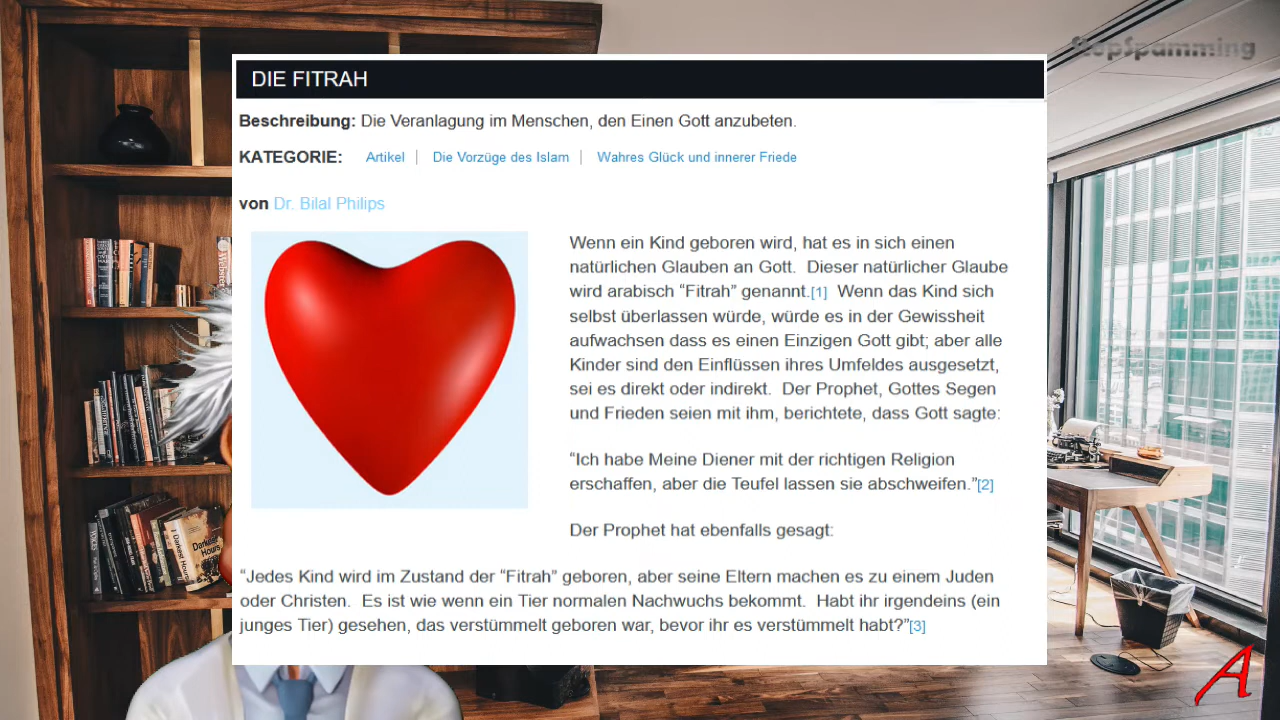 StopSpamming
DIE FITRAH
Beschreibung: Die Veranlagung im Menschen, den Einen Gott anzubeten.
KATEGORIE: Artikel | Die Vorzüge des Islam | Wahres Glück und innerer Friede
von Dr. Bilal Philips
Wenn ein Kind geboren wird, hat es in sich einen
natürlichen Glauben an Gott. Dieser natürlicher Glaube
wird arabisch “Fitrah” genannt.[1] Wenn das Kind sich
selbst überlassen würde, würde es in der Gewissheit
aufwachsen dass es einen Einzigen Gott gibt; aber alle
Kinder sind den Einflüssen ihres Umfeldes ausgesetzt,
sei es direkt oder indirekt. Der Prophet, Gottes Segen
und Frieden seien mit ihm, berichtete, dass Gott sagte:
“Ich habe Meine Diener mit der richtigen Religion
erschaffen, aber die Teufel lassen sie abschweifen.”[2]
Der Prophet hat ebenfalls gesagt:
“Jedes Kind wird im Zustand der “Fitrah” geboren, aber seine Eltern machen es zu einem Juden
oder Christen. Es ist wie wenn ein Tier normalen Nachwuchs bekommt. Habt ihr irgendeins (ein
junges Tier) gesehen, das verstümmelt geboren war, bevor ihr es verstümmelt habt?”[3]
Darkest
Hours
A